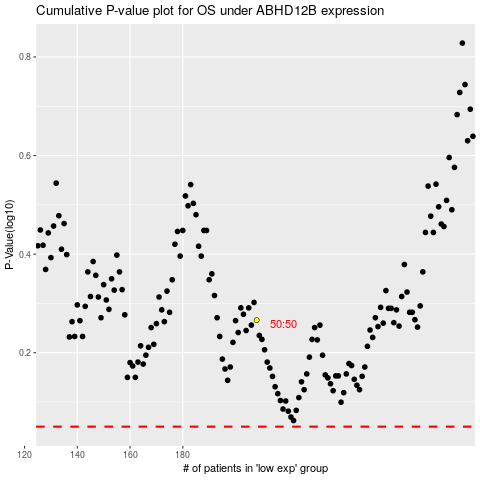 Cumulative P-value plot for OS under ABHD12B expression
P-Value(log10)
0.8
0.6
0.4
0.2
50:50
120 140 160 180
# of patients in 'low exp' group